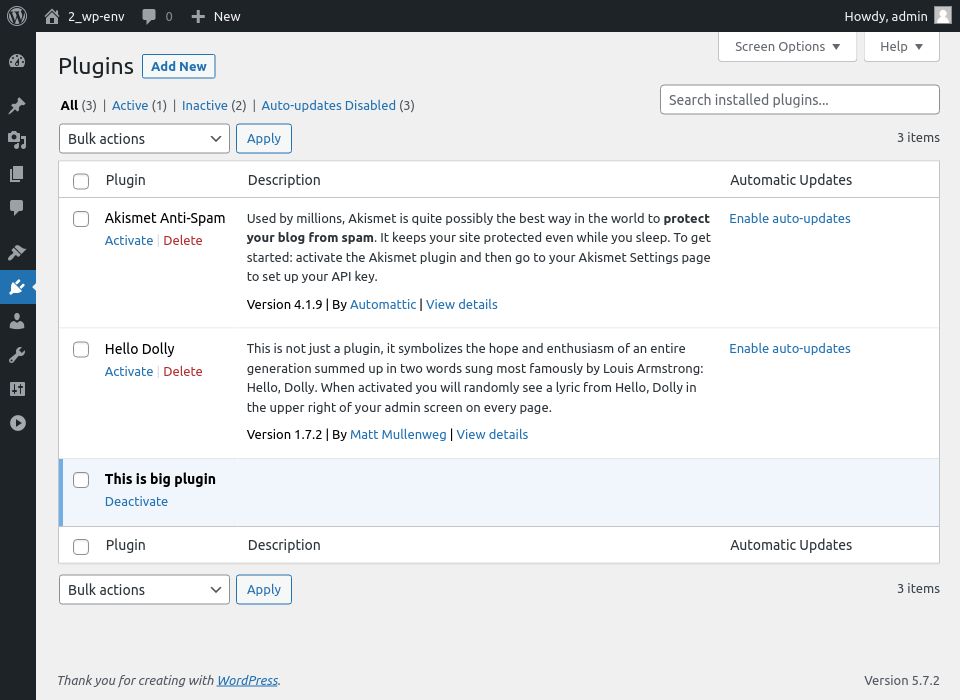 2_wp-env 0 New Howdy, admin
Screen Options Help
Plugins Add New
All (3) | Active (1) | Inactive (2) | Auto-updates Disabled (3)
Search installed plugins...
Bulk actions Apply 3 items
Plugin Description Automatic Updates
Akismet Anti-Spam
Activate | Delete
Used by millions, Akismet is quite possibly the best way in the world to protect
your blog from spam. It keeps your site protected even while you sleep. To get
started: activate the Akismet plugin and then go to your Akismet Settings page
to set up your API key.
Version 4.1.9 | By Automattic | View details
Enable auto-updates
Hello Dolly
Activate | Delete
This is not just a plugin, it symbolizes the hope and enthusiasm of an entire
generation summed up in two words sung most famously by Louis Armstrong:
Hello, Dolly. When activated you will randomly see a lyric from Hello, Dolly in
the upper right of your admin screen on every page.
Version 1.7.2 | By Matt Mullenweg | View details
Enable auto-updates
This is big plugin
Deactivate
Plugin Description Automatic Updates
Bulk actions Apply 3 items
Thank you for creating with WordPress. Version 5.7.2